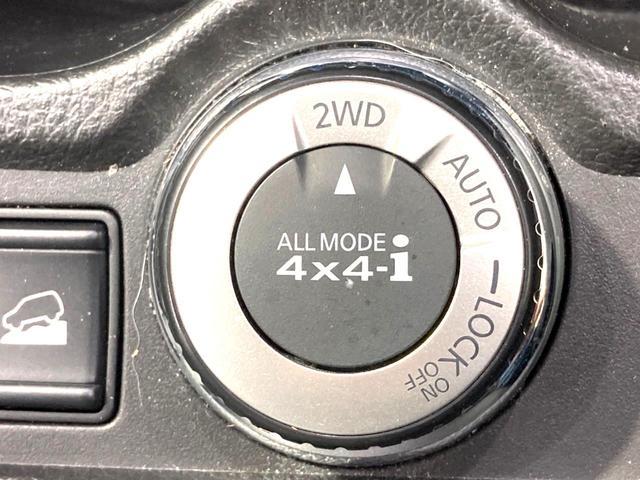 2WD
AUTO
LOCK
ON
OFF
ALL MODE
4x4-i